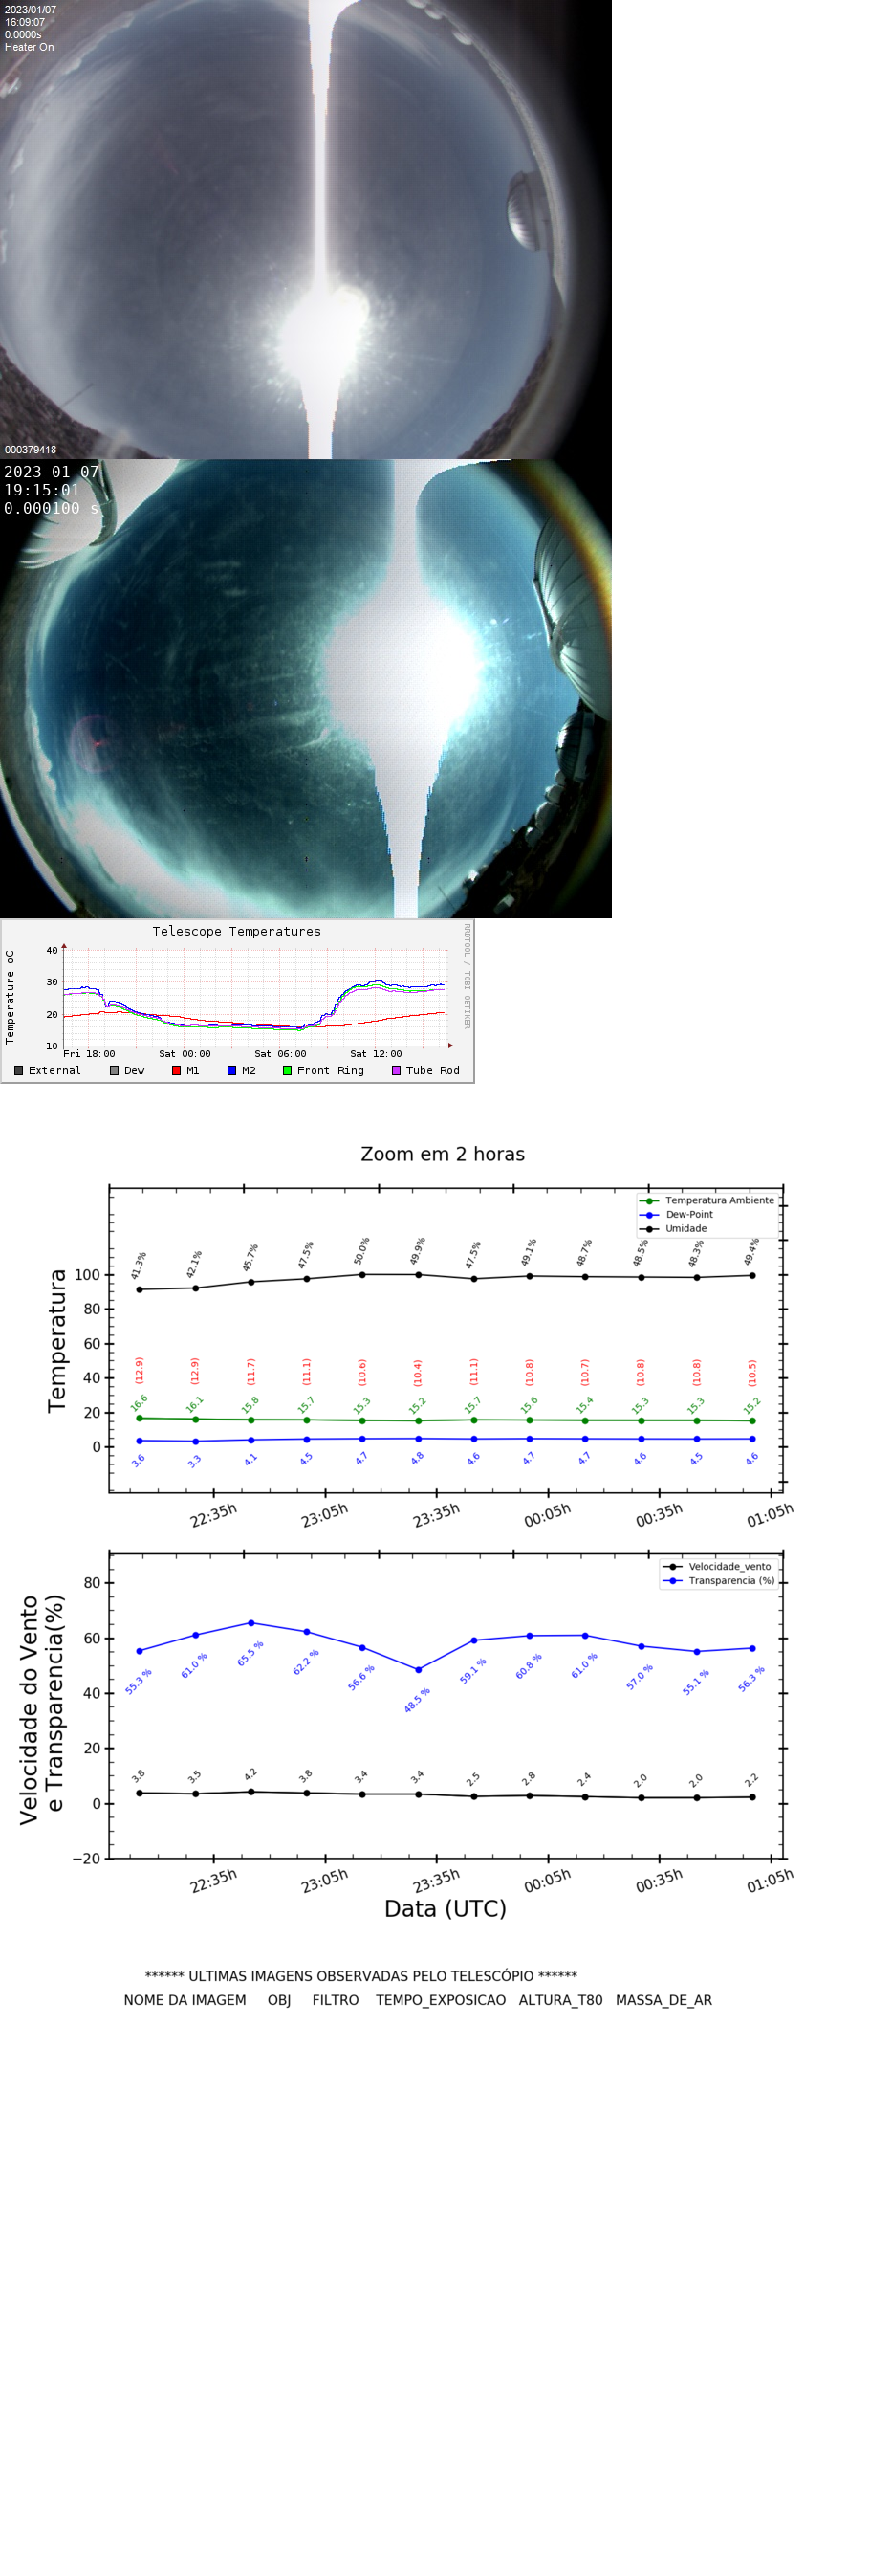 2023/01/07
16:09:07
0.0000s
Heater On
000379418
2023-01-07
19:15:01
0.000100 s
Telescope Temperatures
RRDTOOL / TOBI OETIKER
Temperature oC
40
30
20
10
Fri 18:00 Sat 00:00 Sat 06:00 Sat 12:00
External Dew M1 M2 Front Ring Tube Rod
Zoom em 2 horas
Temperatura
Temperatura Ambiente
Dew-Point
Umidade
100
80
60
40
20
0
41.3% 42.1% 45.7% 47.5% 50.0% 49.9% 47.5% 49.1% 48.7% 48.5% 48.3% 49.4%
(12.9) (12.9) (11.7) (11.1) (10.6) (10.4) (11.1) (10.8) (10.7) (10.8) (10.8) (10.5)
16.6 16.1 15.8 15.7 15.3 15.2 15.7 15.6 15.4 15.3 15.3 15.2
3.6 3.3 4.1 4.5 4.7 4.8 4.6 4.7 4.7 4.6 4.5 4.6
22:35h 23:05h 23:35h 00:05h 00:35h 01:05h
Velocidade do Vento
e Transparencia(%)
Velocidade_vento
Transparencia (%)
80
60
40
20
0
−20
55.3 % 61.0 % 65.5 % 62.2 % 56.6 % 48.5 % 59.1 % 60.8 % 61.0 % 57.0 % 55.1 % 56.3 %
3.8 3.5 4.2 3.8 3.4 3.4 2.5 2.8 2.4 2.0 2.0 2.2
22:35h 23:05h 23:35h 00:05h 00:35h 01:05h
Data (UTC)
****** ULTIMAS IMAGENS OBSERVADAS PELO TELESCÓPIO ******
NOME DA IMAGEM OBJ FILTRO TEMPO_EXPOSICAO ALTURA_T80 MASSA_DE_AR